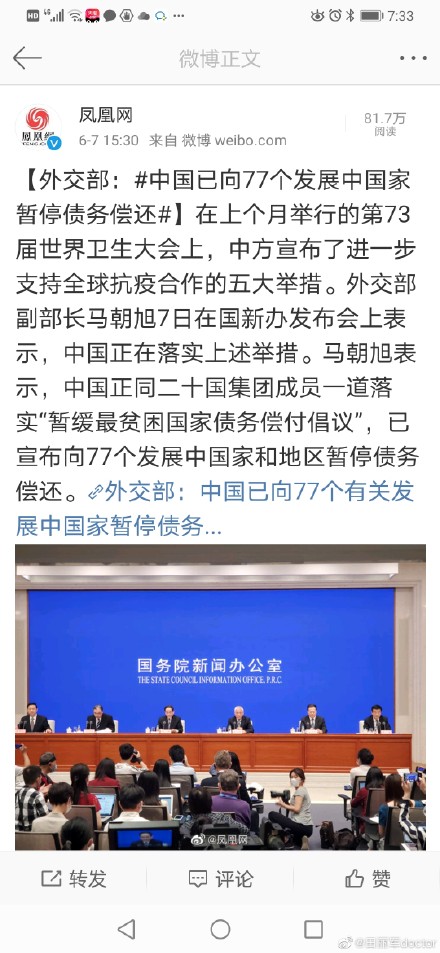 HD
7:33
微博正文
凤凰网
81.7万
阅读
6-7 15:30 来自 微博 weibo.com
【外交部：#中国已向77个发展中国家
暂停债务偿还#】在上个月举行的第73
届世界卫生大会上，中方宣布了进一步
支持全球抗疫合作的五大举措。外交部
副部长马朝旭7日在国新办发布会上表
示，中国正在落实上述举措。马朝旭表
示，中国正同二十国集团成员一道落
实“暂缓最贫困国家债务偿付倡议”，已
宣布向77个发展中国家和地区暂停债务
偿还。外交部：中国已向77个有关发
展中国家暂停债务...
国务院新闻办公室
THE STATE COUNCIL INFORMATION OFFICE, P.R.C.
@凤凰网
转发
评论
赞